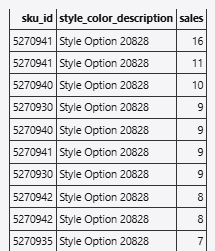 sku_id style_color_description sales
5270941 Style Option 20828 16
5270941 Style Option 20828 11
5270940 Style Option 20828 10
5270930 Style Option 20828 9
5270940 Style Option 20828 9
5270941 Style Option 20828 9
5270930 Style Option 20828 9
5270942 Style Option 20828 8
5270942 Style Option 20828 8
5270935 Style Option 20828 7